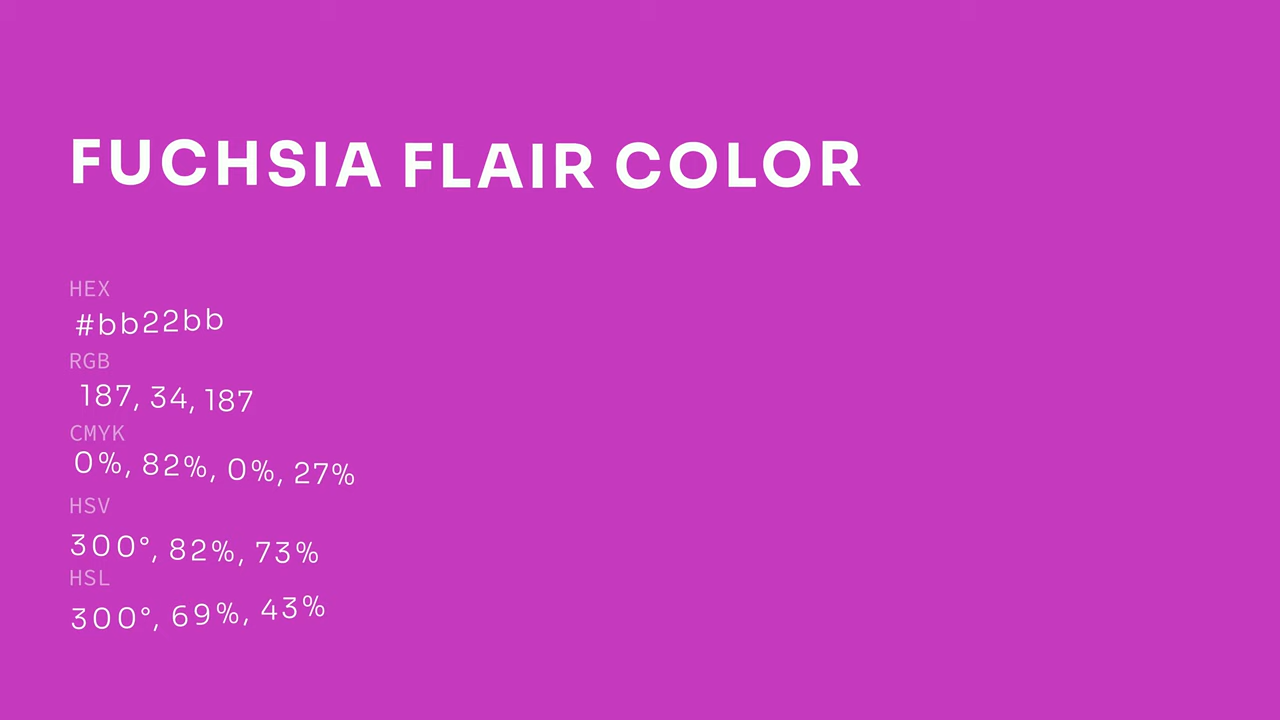 FUCHSIA FLAIR COLOR
HEX
#bb22bb
RGB
187, 34, 187
CMYK
0%, 82%, 0%, 27%
HSV
300°, 82%, 73%
HSL
300°, 69%, 43%